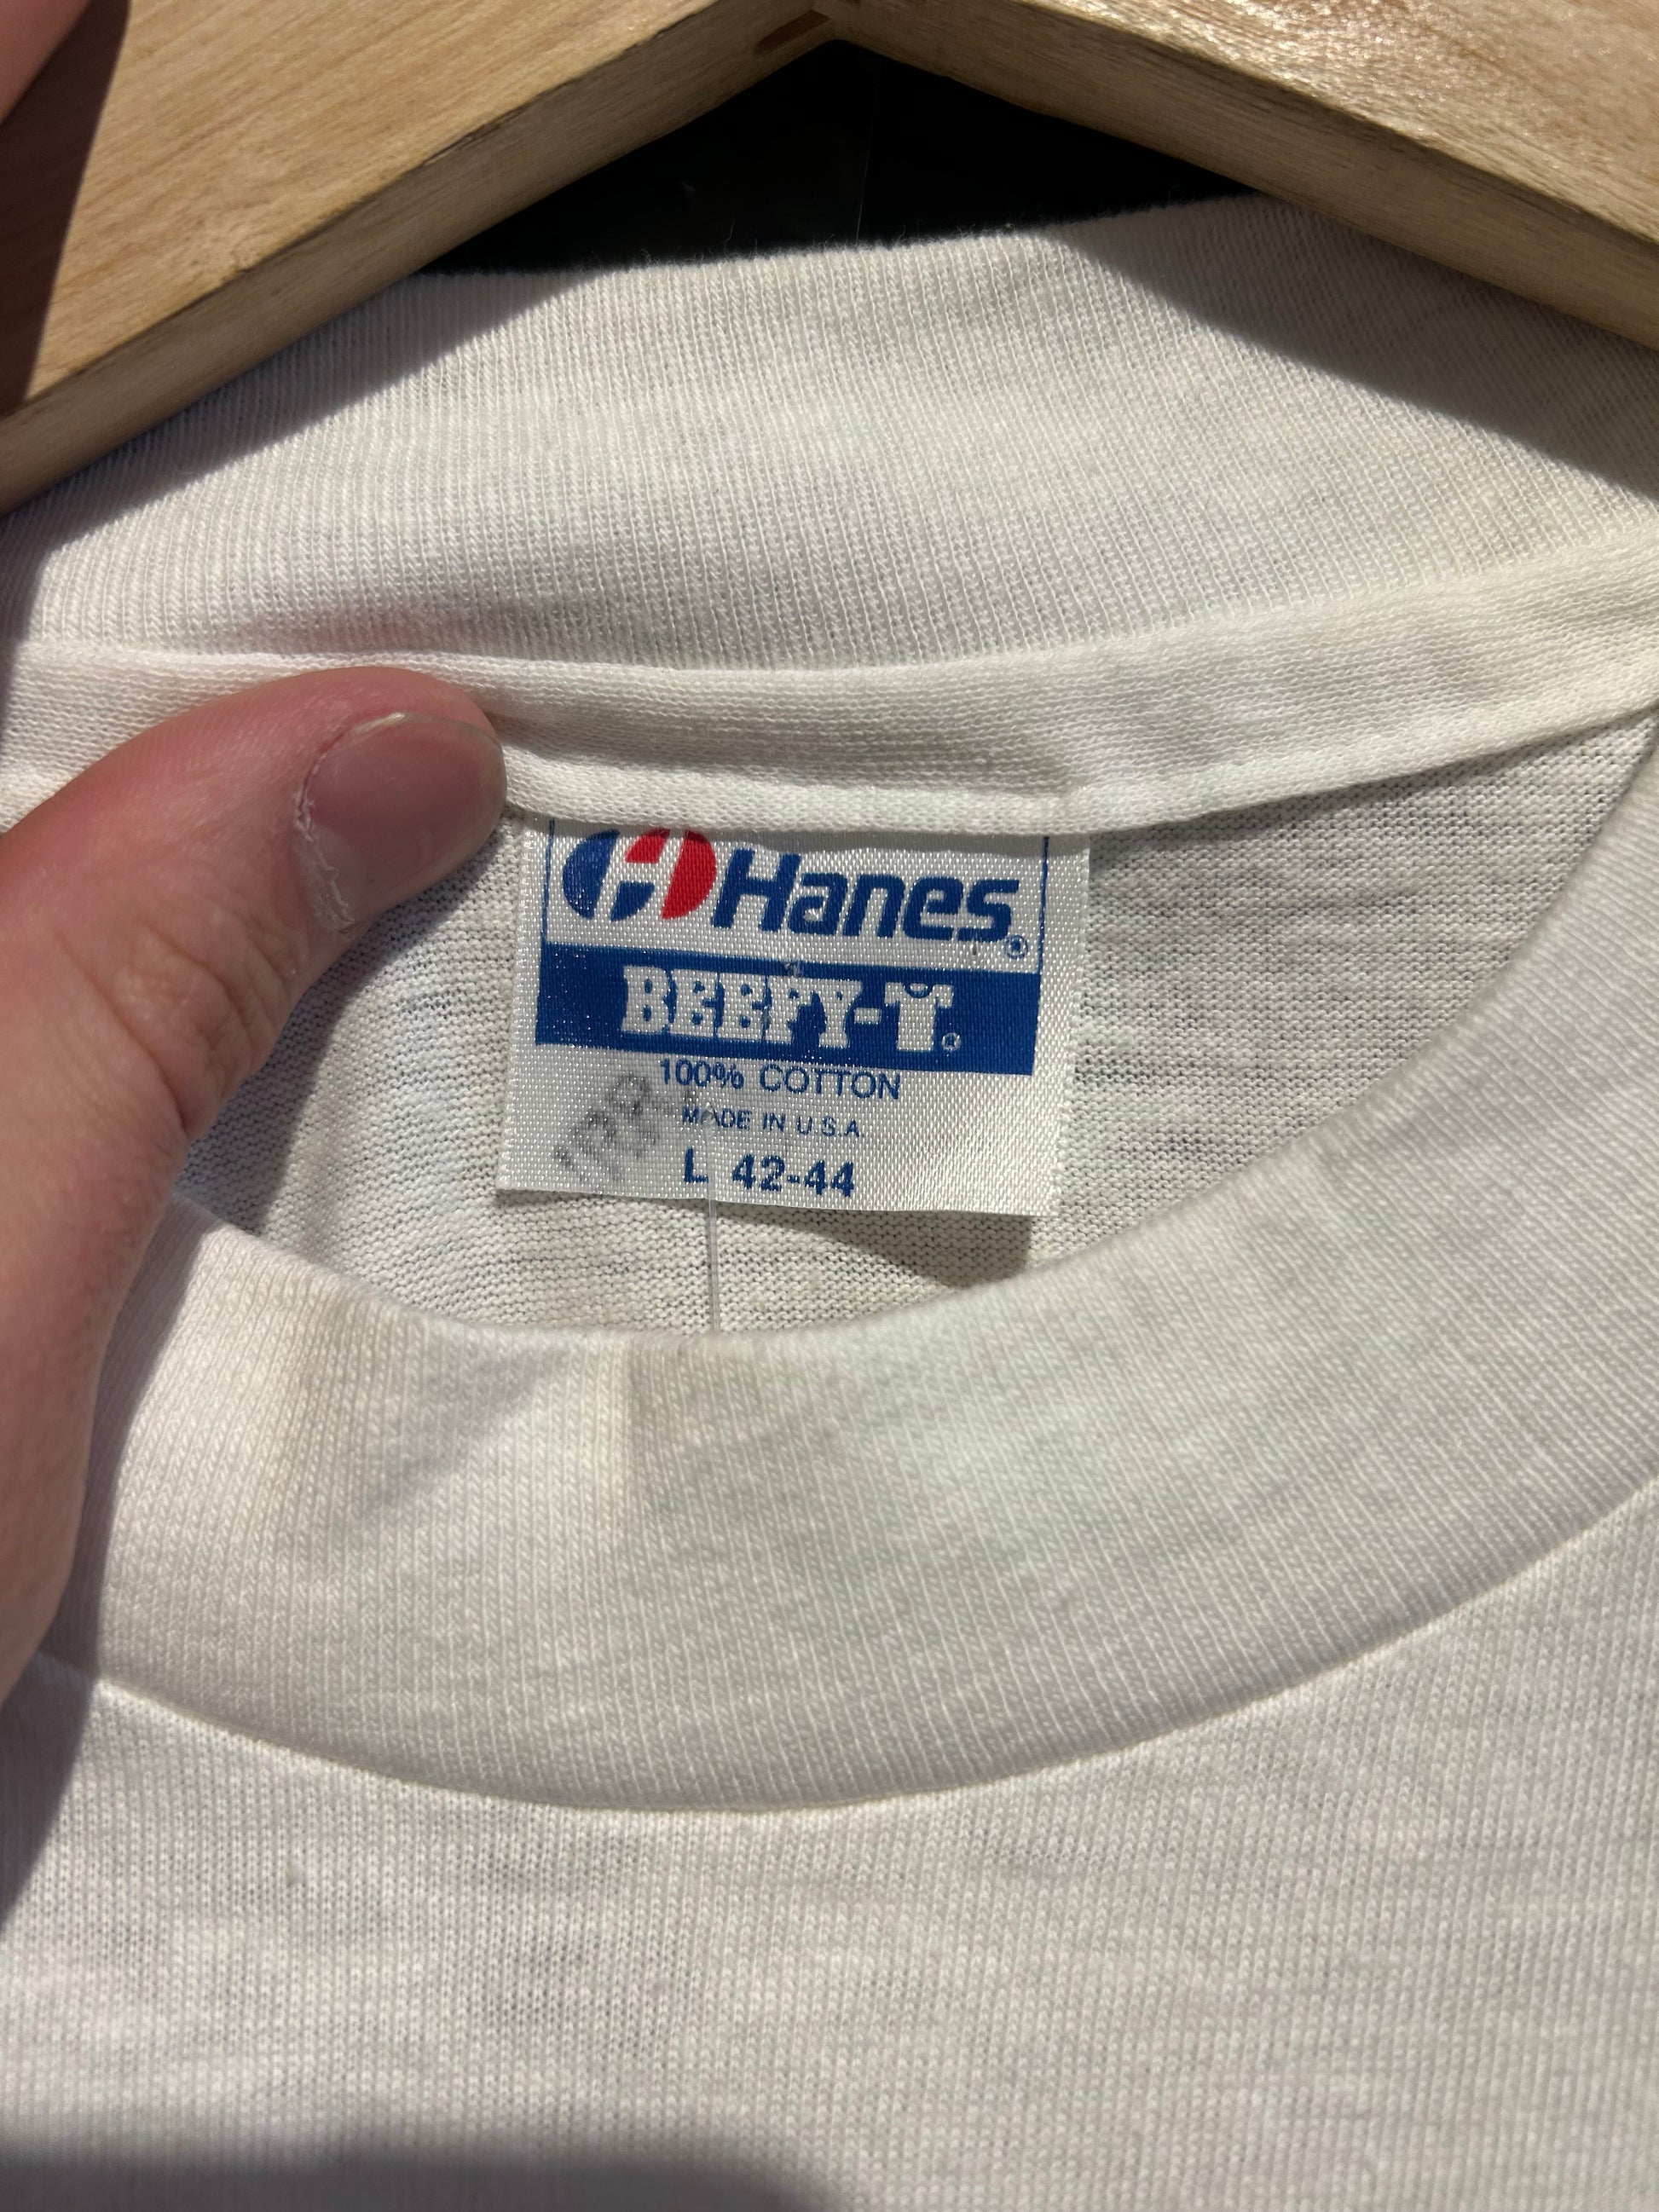 Hanes®
BEEFY-T®
100% COTTON
MADE IN U.S.A.
L 42-44